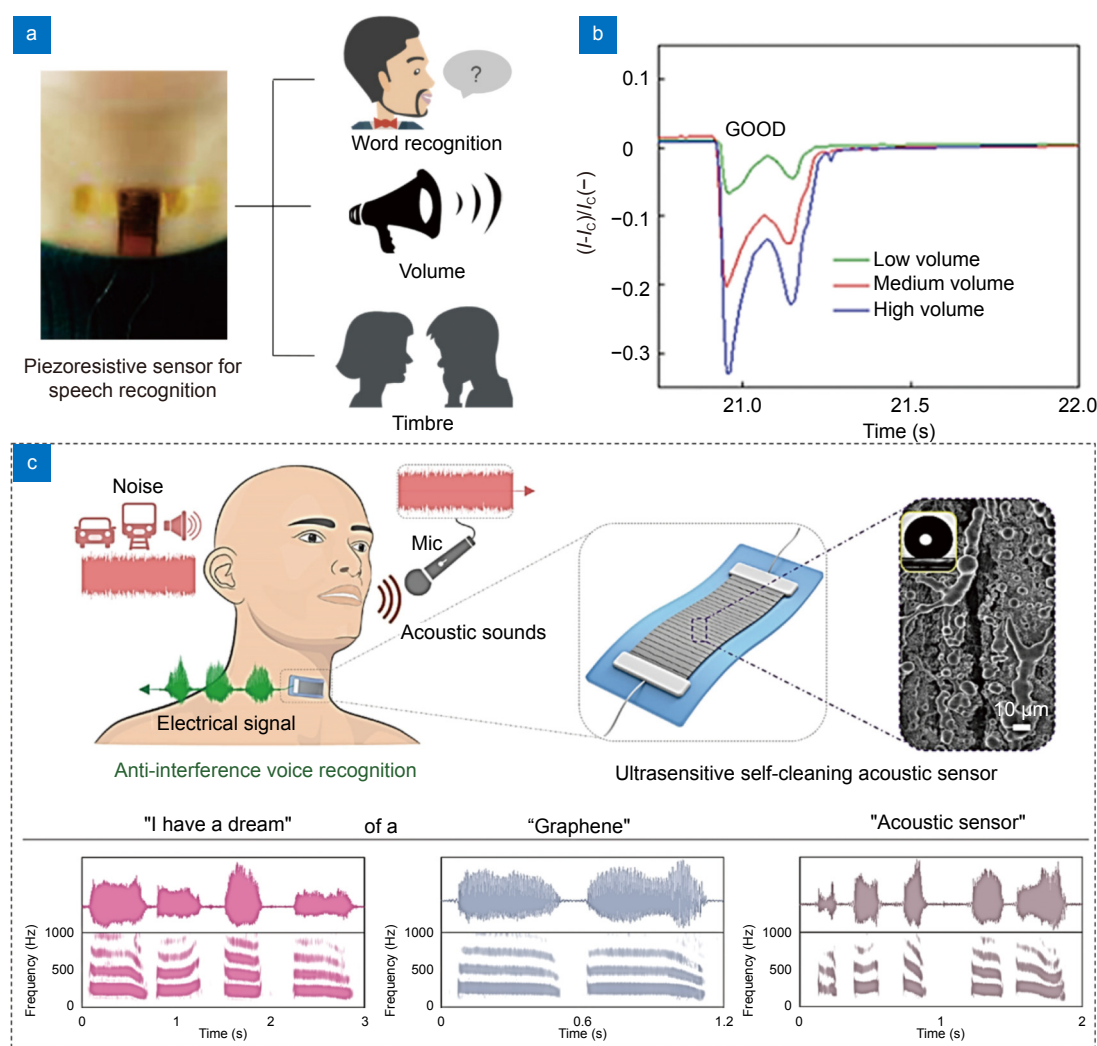 a
?
Word recognition
Volume
Timbre
Piezoresistive sensor for
speech recognition
b
0.1
0
−0.1
−0.2
−0.3
(I-I_C)/I_C(−)
GOOD
Low volume
Medium volume
High volume
21.0
21.5
22.0
Time (s)
c
Noise
Mic
Acoustic sounds
Electrical signal
Anti-interference voice recognition
10 μm
Ultrasensitive self-cleaning acoustic sensor
"I have a dream"
of a
“Graphene"
"Acoustic sensor"
Frequency (Hz)
1000
500
0
0
1
2
3
Time (s)
Frequency (Hz)
1000
500
0
0
0.6
1.2
Time (s)
Frequency (Hz)
1000
500
0
0
1
2
Time (s)